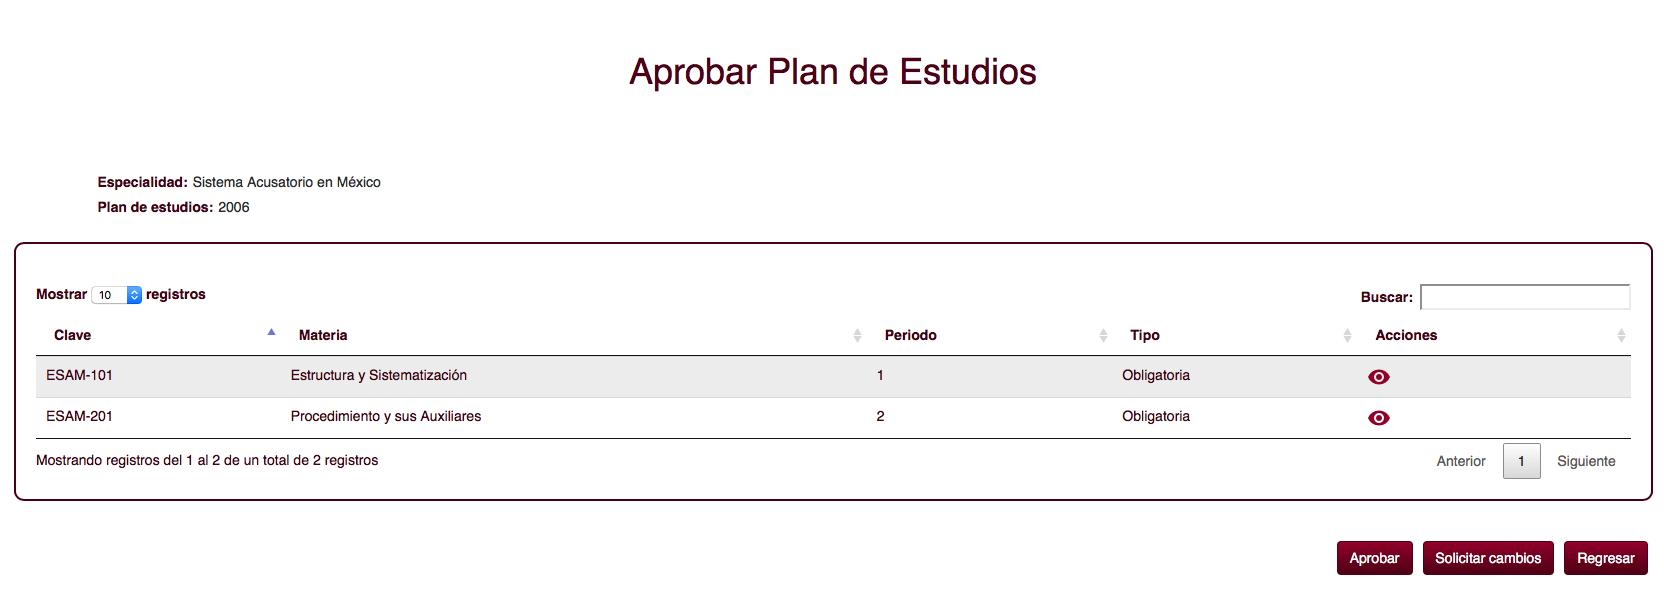 Aprobar Plan de Estudios
Especialidad: Sistema Acusatorio en México
Plan de estudios: 2006
Mostrar 10 registros
Buscar:
Clave Materia Periodo Tipo Acciones
ESAM-101 Estructura y Sistematización 1 Obligatoria
ESAM-201 Procedimiento y sus Auxiliares 2 Obligatoria
Mostrando registros del 1 al 2 de un total de 2 registros
Anterior 1 Siguiente
Aprobar Solicitar cambios Regresar